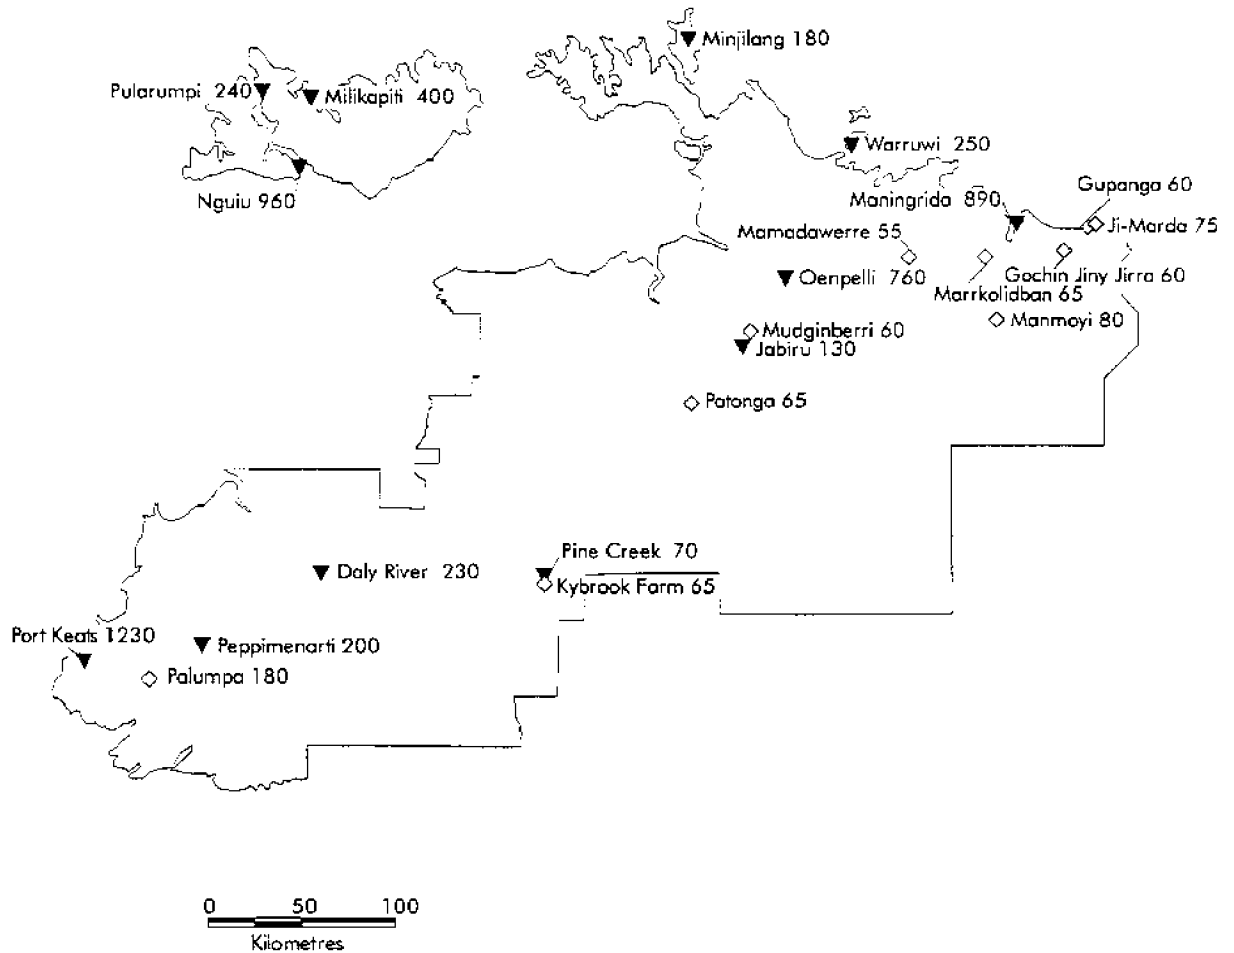 Minjilang 180
Pularumpi 240
Milikapiti 400
Warruwi 250
Gupanga 60
Nguiu 960
Maningrida 890
Ji-Marda 75
Mamadawerre 55
Oenpelli 760
Gochin Jiny Jirra 60
Marrkolidban 65
Manmoyi 80
Mudginberri 60
Jabiru 130
Patonga 65
Pine Creek 70
Daly River 230
Kybrook Farm 65
Port Keats 1230
Peppimenarti 200
Palumpa 180
0 50 100
Kilometres